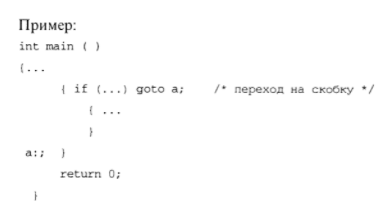 Пример:
int main ( )
{...
{ if (...) goto a; /* переход на скобку */
{ ...
}
a:; }
return 0;
}